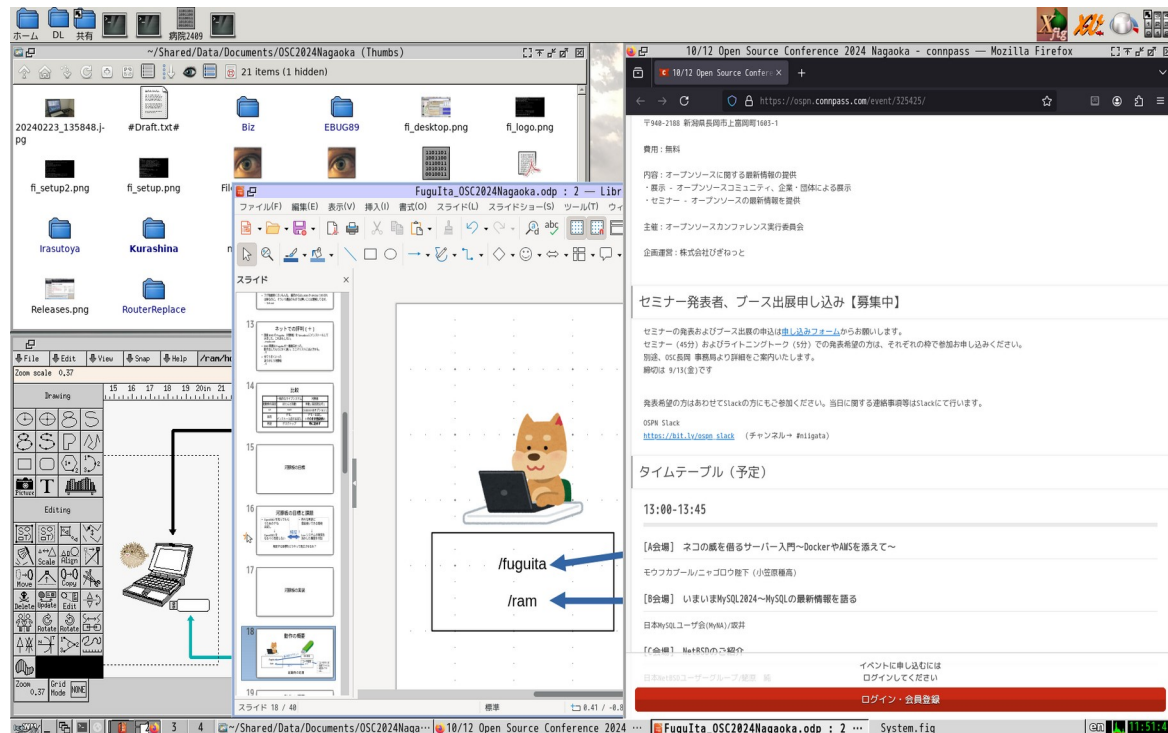 ホーム
DL
共有
病院2409
~/Shared/Data/Documents/OSC2024Nagaoka (Thumbs)
21 items (1 hidden)
20240223_135848.j-
pg
#Draft.txt#
Biz
EBUG89
fi_desktop.png
fi_logo.png
fi_setup2.png
fi_setup.png
Irasutoya
Kurashina
Releases.png
RouterReplace
File
Edit
View
Snap
Help
Zoom scale 0.37
Drawing
15 16 17 18 19 20in 21
Picture
Editing
Scale
Align
Move
Copy
Delete
Update
Edit
Rotate
Rotate
Zoom
0.37
Grid
Mode
NONE
FuguIta_OSC2024Nagaoka.odp : 2 — Libr
ファイル(F) 編集(E) 表示(V) 挿入(I) 書式(O) スライド(L) スライドショー(S) ツール(T) ウィ
スライド
13
ネットでの評判(+)
14
比較
15
河豚板の目標
16
河豚板の目標と課題
17
河豚板の実装
18
動作の概要
19
/fuguita
/ram
スライド 18 / 40
標準
10/12 Open Source Conference 2024 Nagaoka - connpass — Mozilla Firefox
10/12 Open Source Confer
https://ospn.connpass.com/event/325425/
〒940-2188 新潟県長岡市上富岡町1603-1
費用：無料
内容：オープンソースに関する最新情報の提供
・展示 - オープンソースコミュニティ、企業・団体による展示
・セミナー - オープンソースの最新情報を提供
主催：オープンソースカンファレンス実行委員会
企画運営：株式会社びぎねっと
セミナー発表者、ブース出展申し込み【募集中】
セミナーの発表およびブース出展の申込は申し込みフォームからお願いします。
セミナー（45分）およびライトニングトーク（5分）での発表希望の方は、それぞれの枠で参加お申し込みください。
別途、OSC長岡 事務局より詳細をご案内いたします。
締切は 9/13(金)です
発表希望の方はあわせてSlackの方にもご参加ください。当日に関する連絡事項等はSlackにて行います。
OSPN Slack
https://bit.ly/ospn_slack （チャンネル→ #niigata）
タイムテーブル（予定）
13:00-13:45
[A会場] ネコの威を借るサーバー入門〜DockerやAWSを添えて〜
モウフカブール/ニャゴロウ陛下（小笠原種高）
[B会場] いまいまMySQL2024〜MySQLの最新情報を語る
日本MySQLユーザ会(MyNA)/坂井
[C会場] NetBSDのご紹介
イベントに申し込むには
ログインしてください
ログイン・会員登録
3 4
~/Shared/Data/Documents/OSC2024Naga···
10/12 Open Source Conference 2024 ···
FuguIta_OSC2024Nagaoka.odp : 2 ···
System.fig